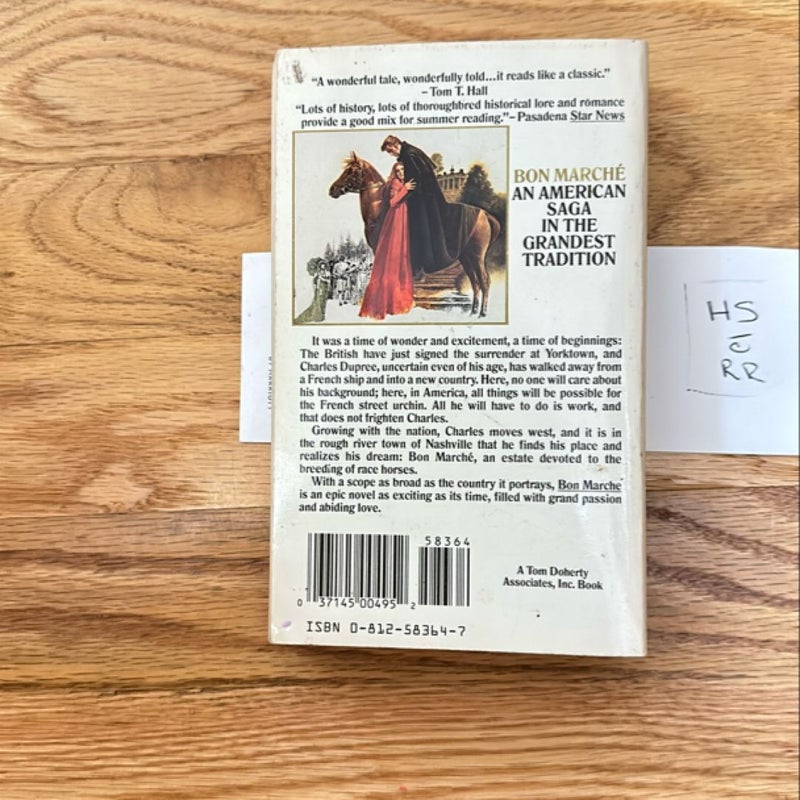 "A wonderful tale, wonderfully told...it reads like a classic."
– Tom T. Hall
"Lots of history, lots of thoroughbred historical lore and romance
provide a good mix for summer reading."– Pasadena Star News
BON MARCHÉ
AN AMERICAN
SAGA
IN THE
GRANDEST
TRADITION
It was a time of wonder and excitement, a time of beginnings:
The British have just signed the surrender at Yorktown, and
Charles Dupree, uncertain even of his age, has walked away from
a French ship and into a new country. Here, no one will care about
his background; here, in America, all things will be possible for
the French street urchin. All he will have to do is work, and
that does not frighten Charles.
Growing with the nation, Charles moves west, and it is in
the rough river town of Nashville that he finds his place and
realizes his dream: Bon Marché, an estate devoted to the
breeding of race horses.
With a scope as broad as the country it portrays, Bon Marche
is an epic novel as exciting as its time, filled with grand passion
and abiding love.
58364
0 37145 00495 2
A Tom Doherty
Associates, Inc. Book
ISBN 0-812-58364-7
HS
c
RR